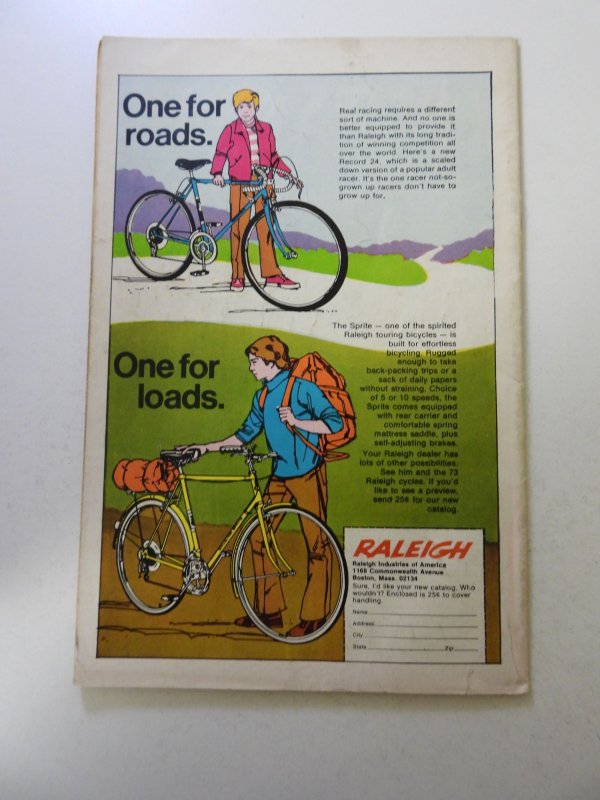 One for
roads.
Real racing requires a different
sort of machine. And no one is
better equipped to provide it
than Raleigh with its long tradi-
tion of winning competition all
over the world. Here's a new
Record 24, which is a scaled
down version of a popular adult
racer. It's the one racer not-so-
grown up racers don't have to
grow up for.
One for
loads.
The Sprite — one of the spirited
Raleigh touring bicycles — is
built for effortless
bicycling. Rugged
enough to take
back-packing trips or a
sack of daily papers
without straining. Choice
of 5 or 10 speeds, the
Sprite comes equipped
with rear carrier and
comfortable spring
mattress saddle, plus
self-adjusting brakes.
Your Raleigh dealer has
lots of other possibilities.
See him and the 73
Raleigh cycles. If you'd
like to see a preview,
send 25¢ for our new
catalog.
RALEIGH
Raleigh Industries of America
1168 Commonwealth Avenue
Boston, Mass. 02134
Sure, I'd like your new catalog. Who
wouldn't? Enclosed is 25¢ to cover
handling.
Name
Address
City
State Zip